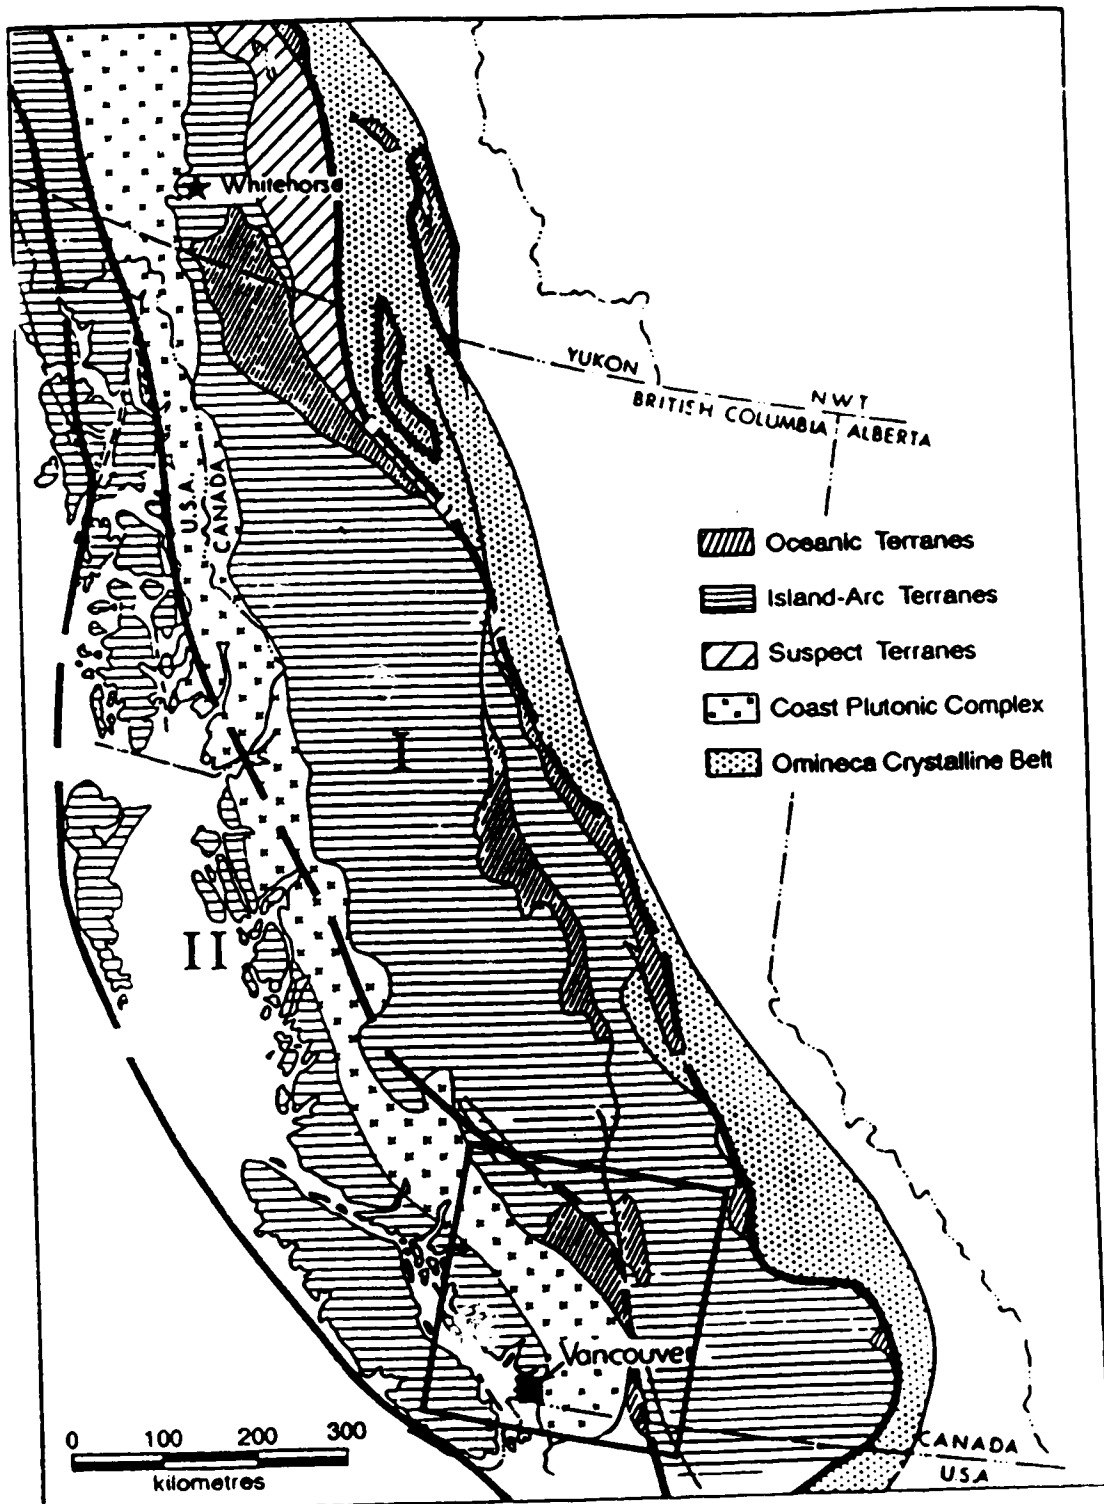 Whitehorse
YUKON
NWT
BRITISH COLUMBIA
ALBERTA
U.S.A.
CANADA
Oceanic Terranes
Island-Arc Terranes
Suspect Terranes
Coast Plutonic Complex
Omineca Crystalline Belt
I
II
Vancouver
0 100 200 300
kilometres
CANADA
U.S.A